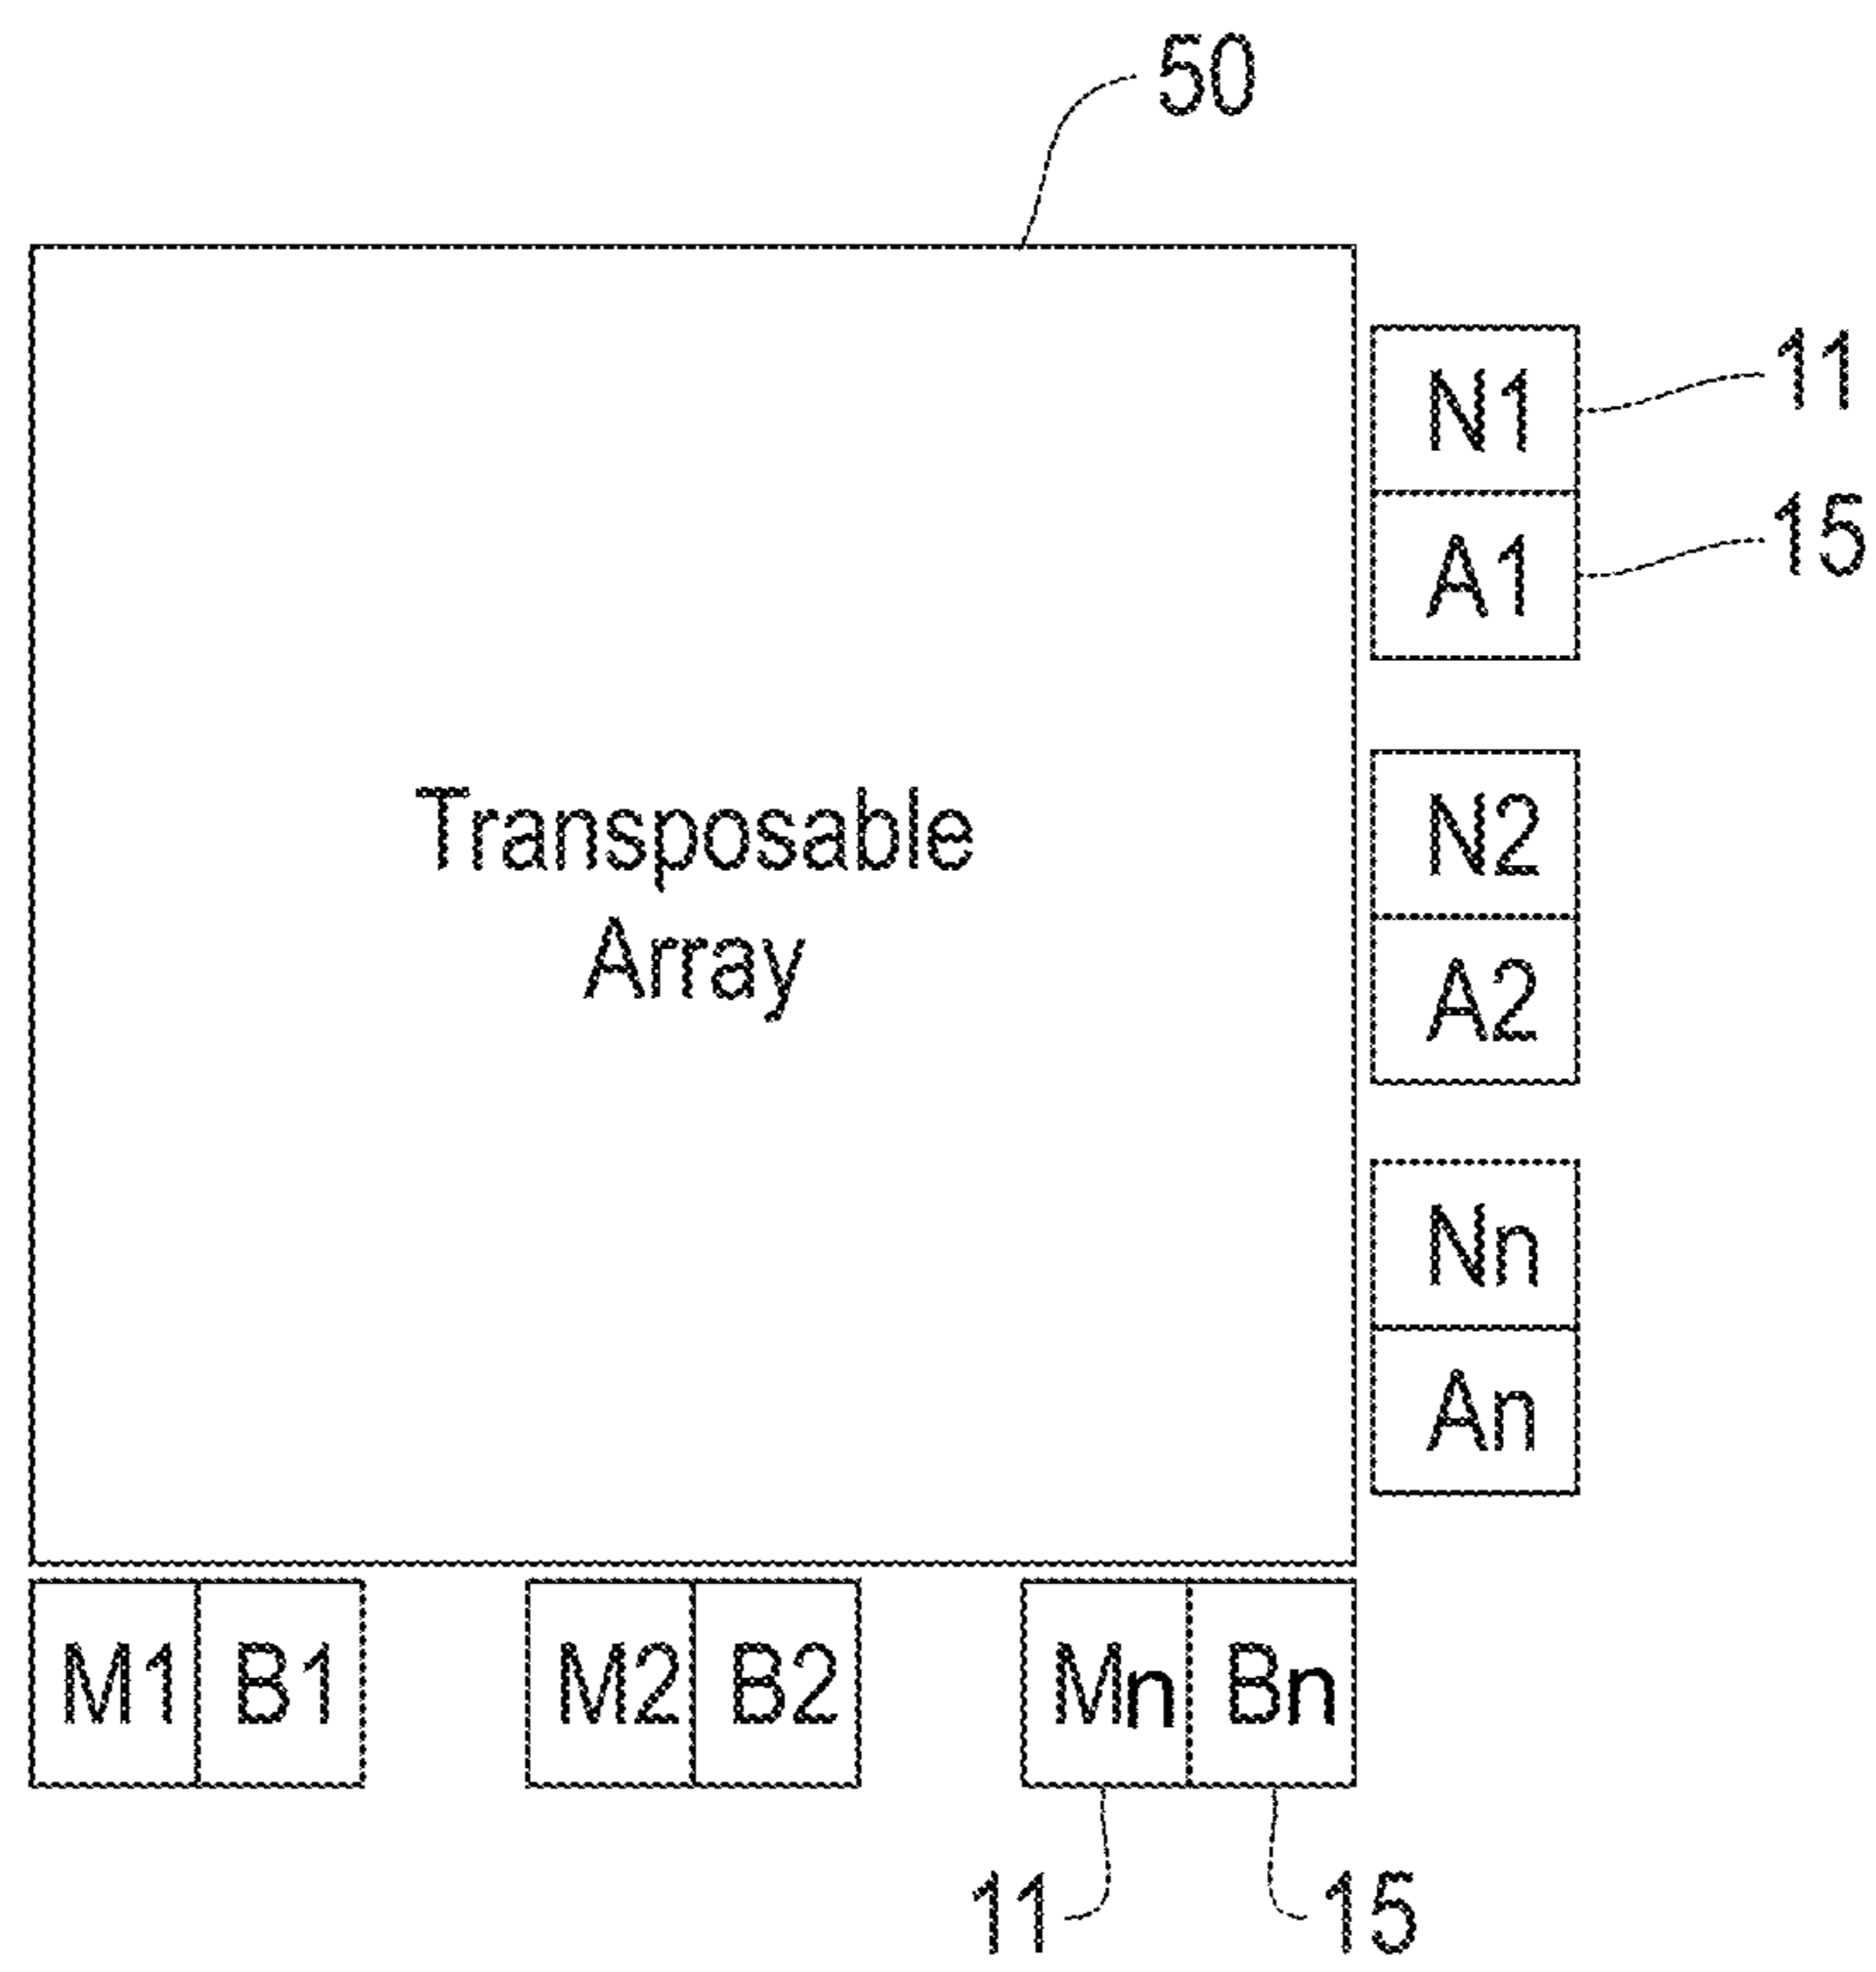 50
N1
11
A1
15
Transposable
Array
N2
A2
Nn
An
M1 B1 M2 B2 Mn Bn
11 15